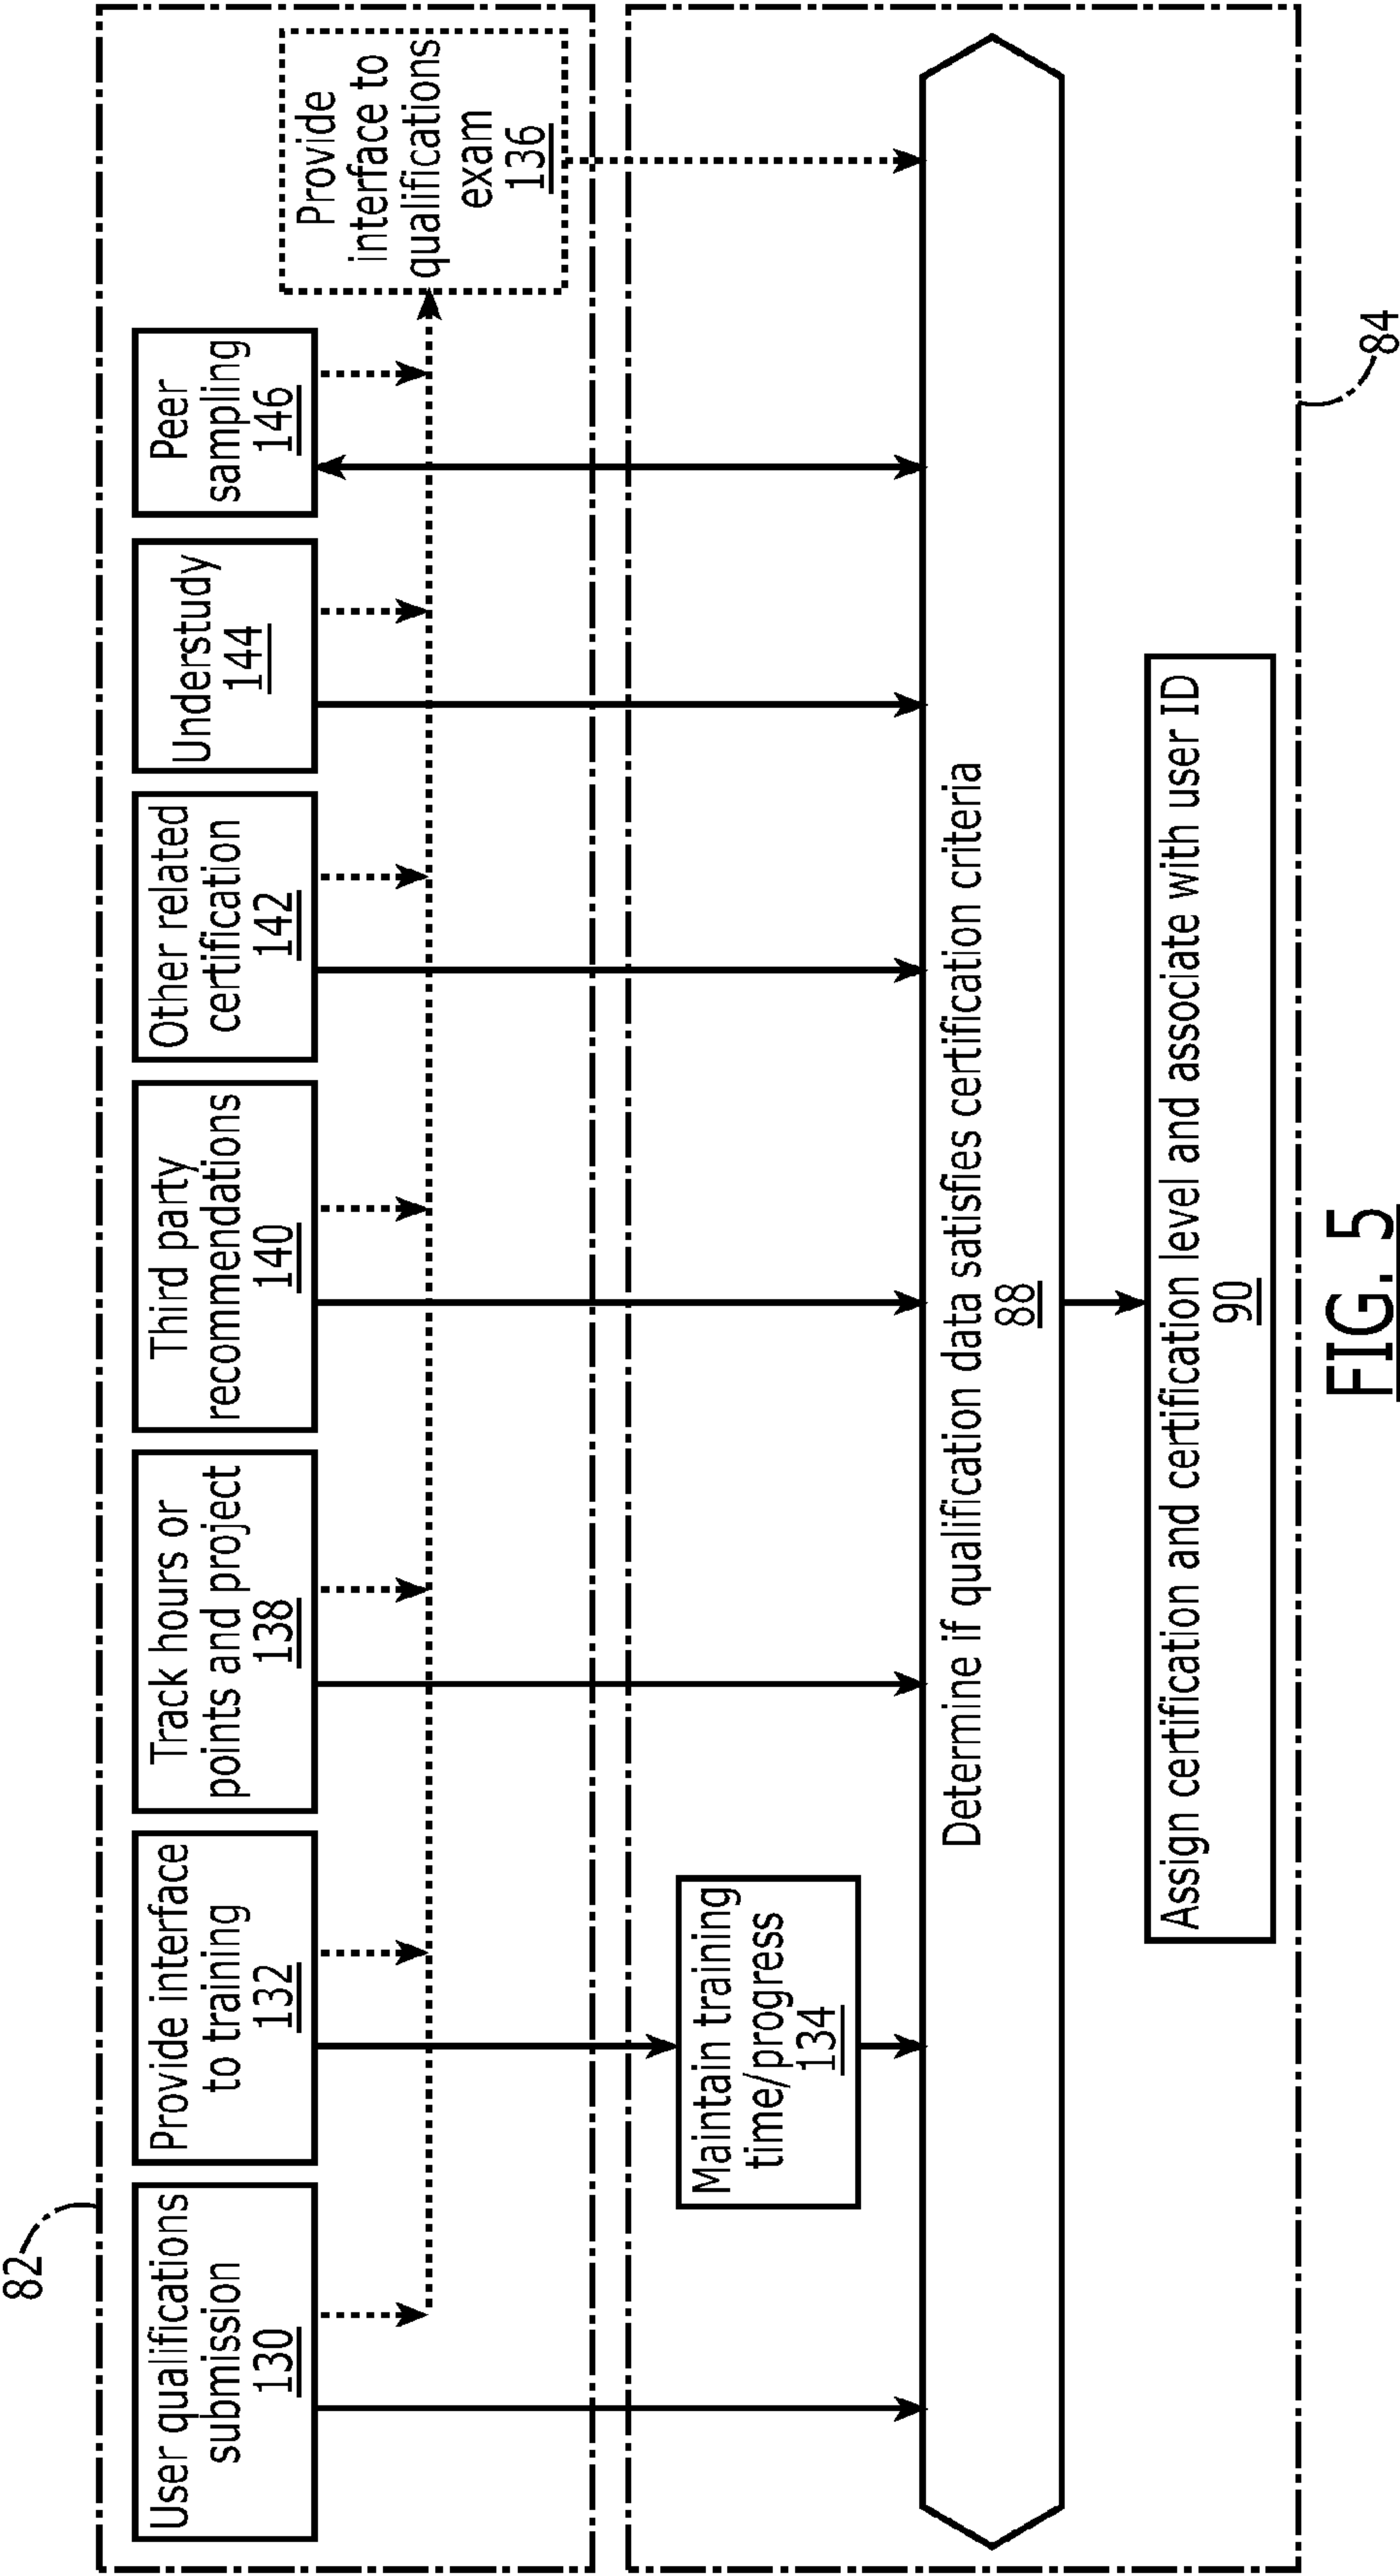 82
User qualifications
submission
130
Provide interface
to training
132
Track hours or
points and project
138
Third party
recommendations
140
Other related
certification
142
Understudy
144
Peer
sampling
146
Provide
interface to
qualifications
exam
136
Maintain training
time/progress
134
Determine if qualification data satisfies certification criteria
88
Assign certification and certification level and associate with user ID
90
84
FIG. 5